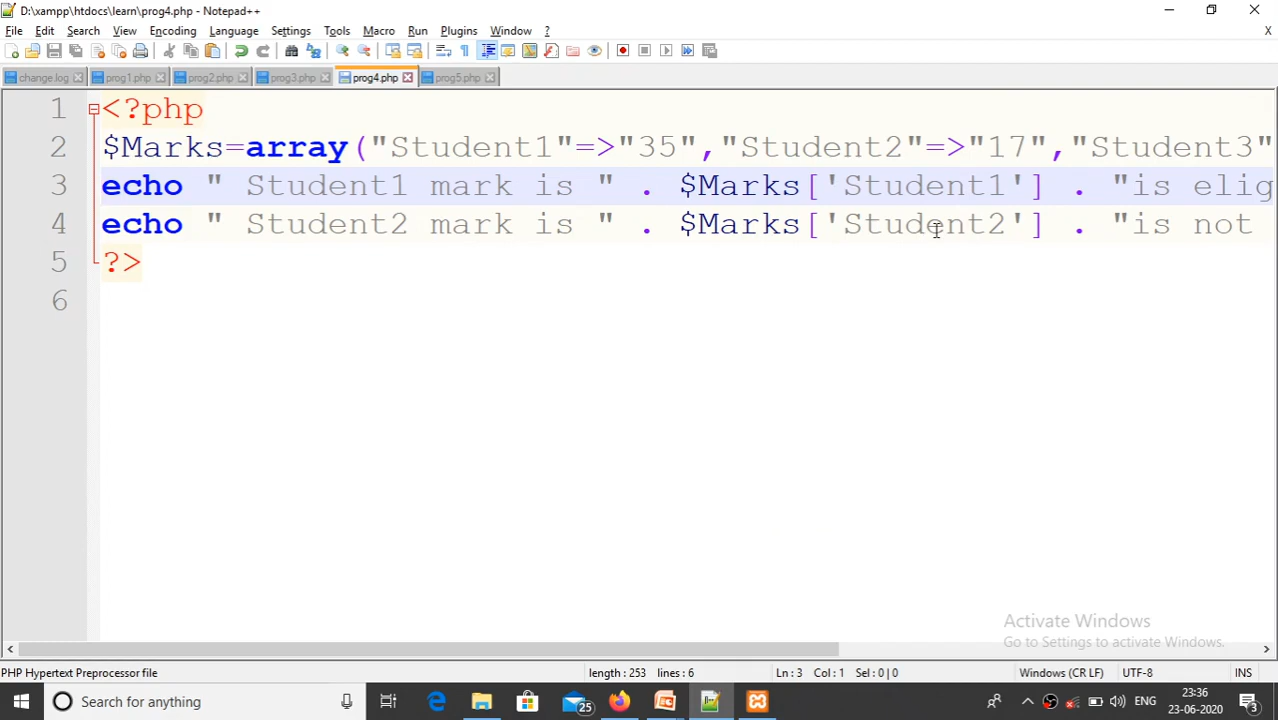 D:\xampp\htdocs\learn\prog4.php - Notepad++
File Edit Search View Encoding Language Settings Tools Macro Run Plugins Window ? X
change.log prog1.php prog2.php prog3.php prog4.php prog5.php
1 <?php
2 $Marks=array("Student1"=>"35","Student2"=>"17","Student3"
3 echo " Student1 mark is " . $Marks['Student1'] . "is elig
4 echo " Student2 mark is " . $Marks['Student2'] . "is not
5 ?>
6
Activate Windows
Go to Settings to activate Windows.
PHP Hypertext Preprocessor file length : 253 lines : 6 Ln : 3 Col : 1 Sel : 0 | 0 Windows (CR LF) UTF-8 INS
Search for anything 25 ENG 23:36
23-06-2020 3